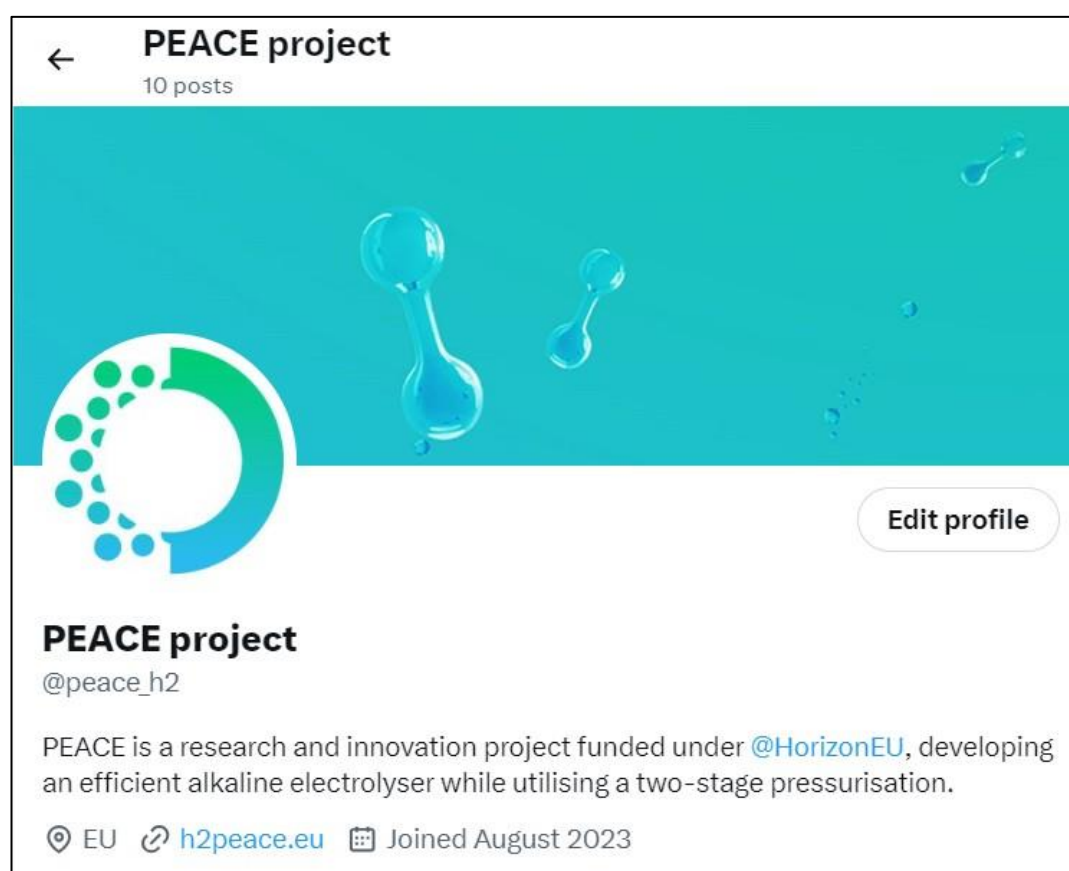 PEACE project
10 posts
Edit profile
PEACE project
@peace_h2
PEACE is a research and innovation project funded under @HorizonEU, developing
an efficient alkaline electrolyser while utilising a two-stage pressurisation.
EU h2peace.eu Joined August 2023